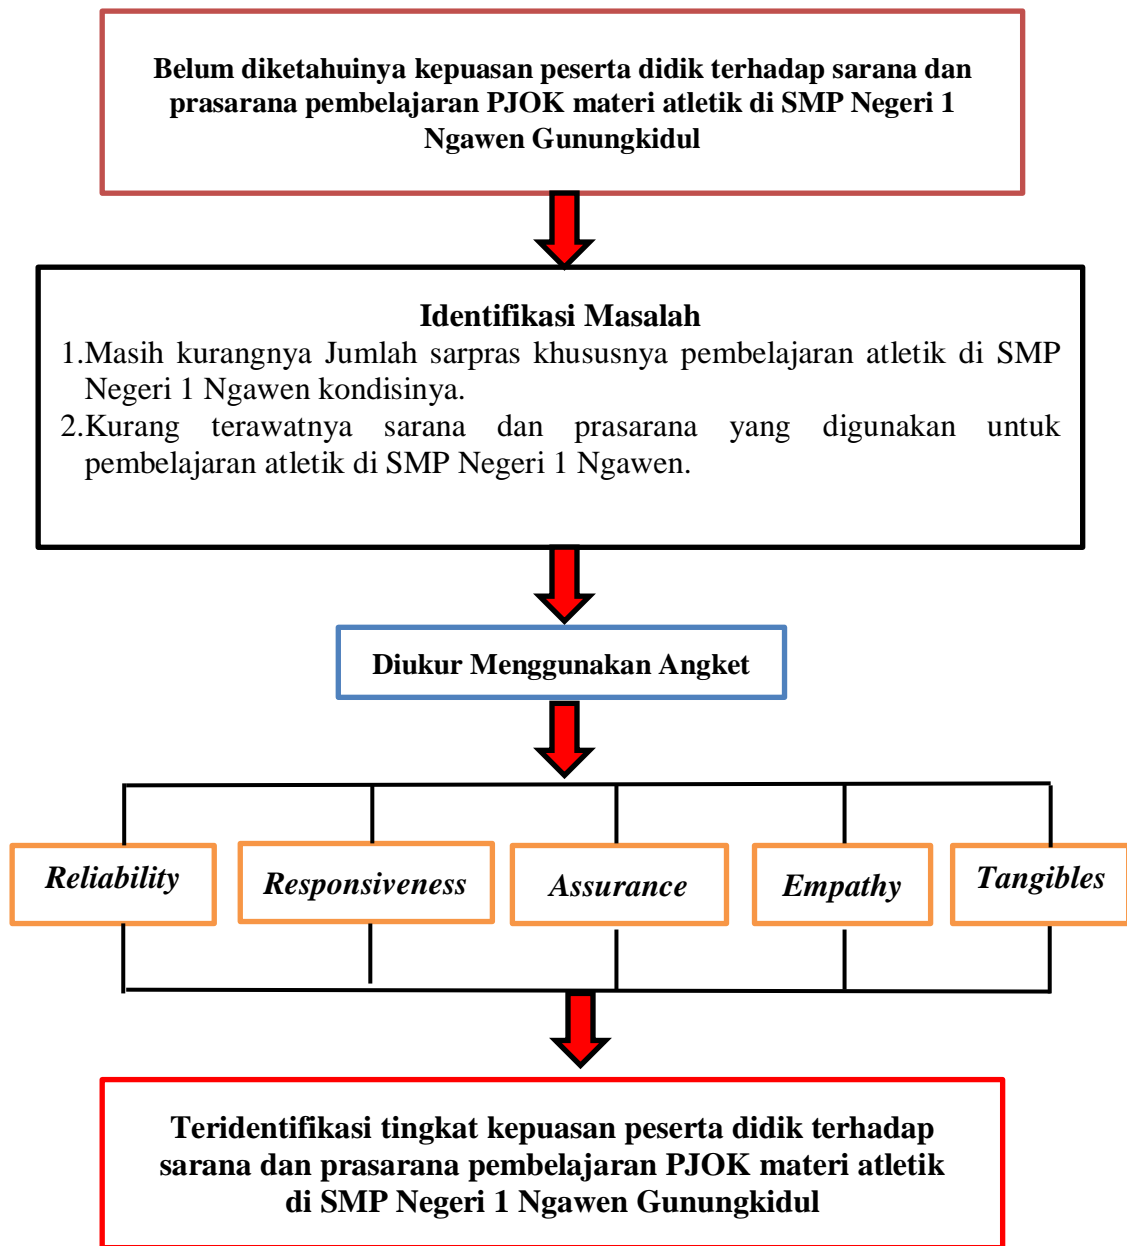 Belum diketahuinya kepuasan peserta didik terhadap sarana dan
prasarana pembelajaran PJOK materi atletik di SMP Negeri 1
Ngawen Gunungkidul
Identifikasi Masalah
1.Masih kurangnya Jumlah sarpras khususnya pembelajaran atletik di SMP
Negeri 1 Ngawen kondisinya.
2.Kurang terawatnya sarana dan prasarana yang digunakan untuk
pembelajaran atletik di SMP Negeri 1 Ngawen.
Diukur Menggunakan Angket
Reliability
Responsiveness
Assurance
Empathy
Tangibles
Teridentifikasi tingkat kepuasan peserta didik terhadap
sarana dan prasarana pembelajaran PJOK materi atletik
di SMP Negeri 1 Ngawen Gunungkidul